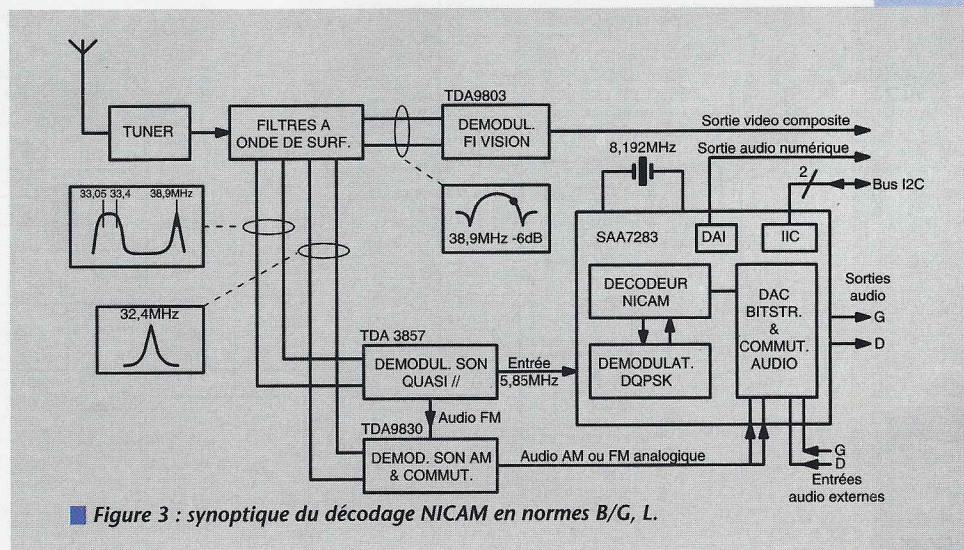 TDA9803
TUNER
FILTRES A
ONDE DE SURF.
DEMODUL.
FI VISION
Sortie video composite
Sortie audio numérique
8,192MHz
2
Bus I2C
33,05 33,4 38,9MHz
38,9MHz -6dB
SAA7283
DAI
IIC
DECODEUR
NICAM
DAC
BITSTR.
&
COMMUT.
AUDIO
Sorties
audio
G
D
32,4MHz
TDA 3857
DEMODUL. SON
QUASI //
Entrée
5,85MHz
DEMODULAT.
DQPSK
Audio FM
TDA9830
DEMOD. SON AM
& COMMUT.
Audio AM ou FM analogique
G
D
Entrées
audio externes
Figure 3 : synoptique du décodage NICAM en normes B/G, L.